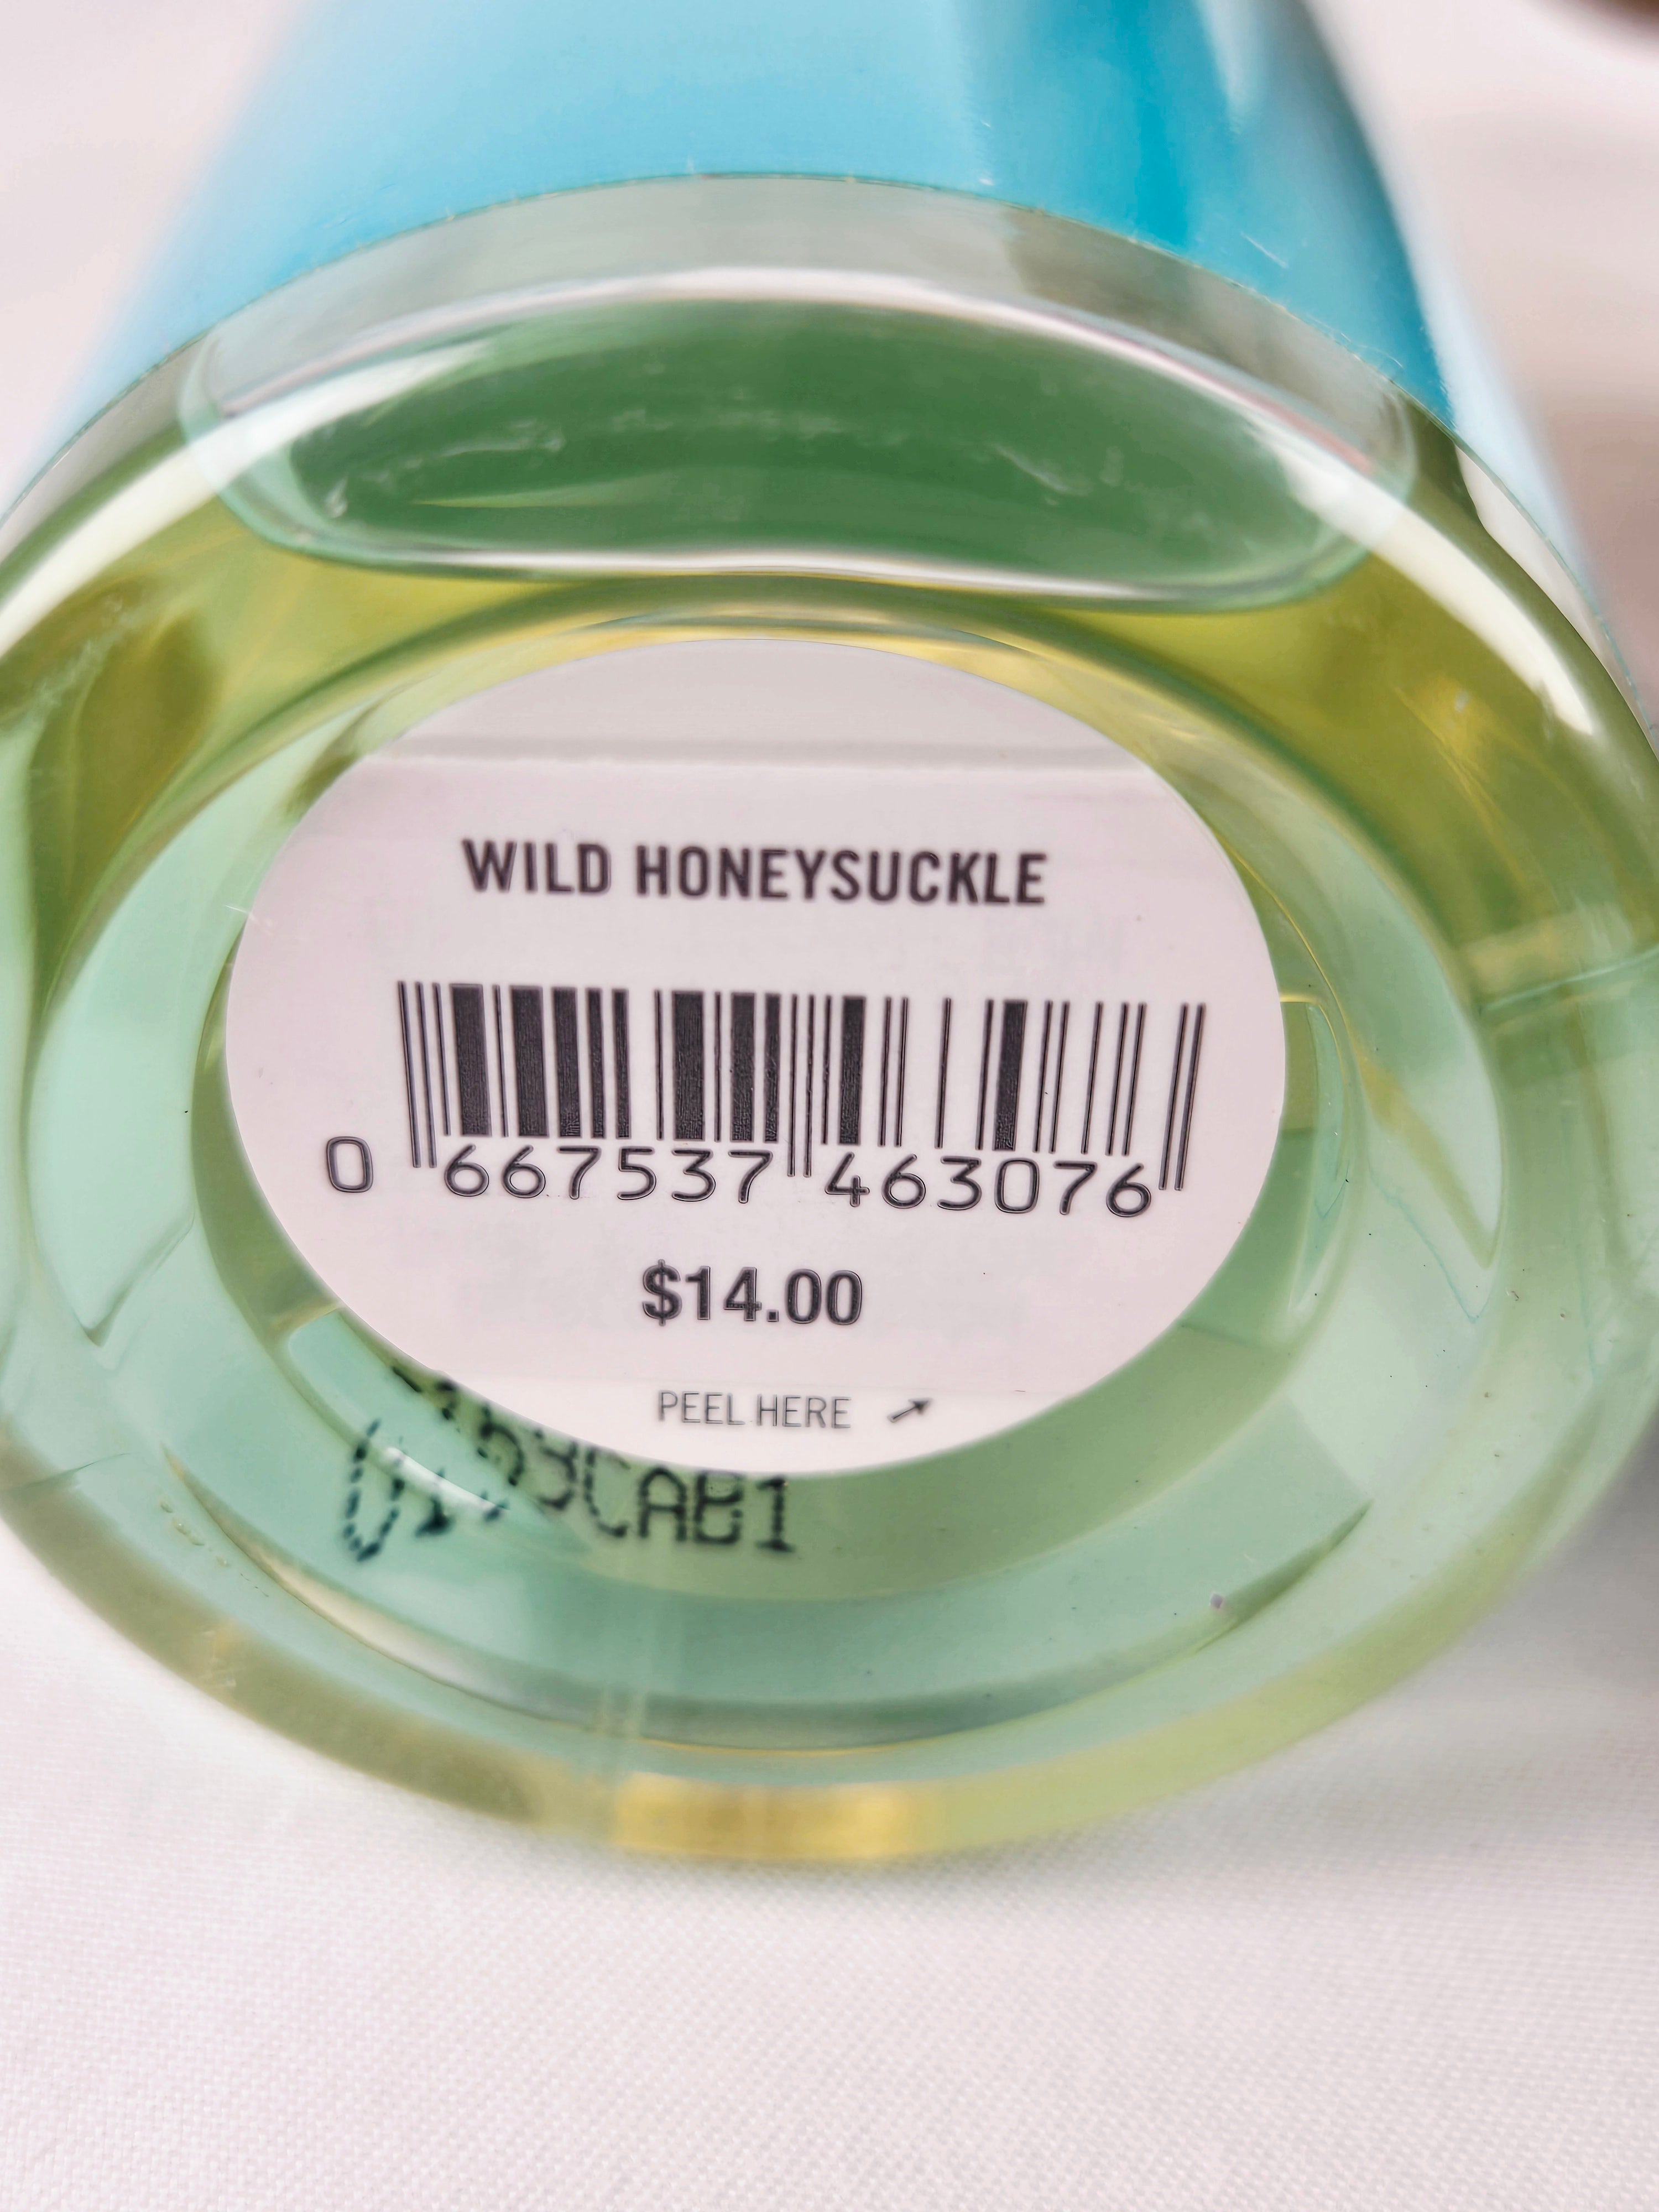 WILD HONEYSUCKLE
0 667537 463076
$14.00
PEEL HERE